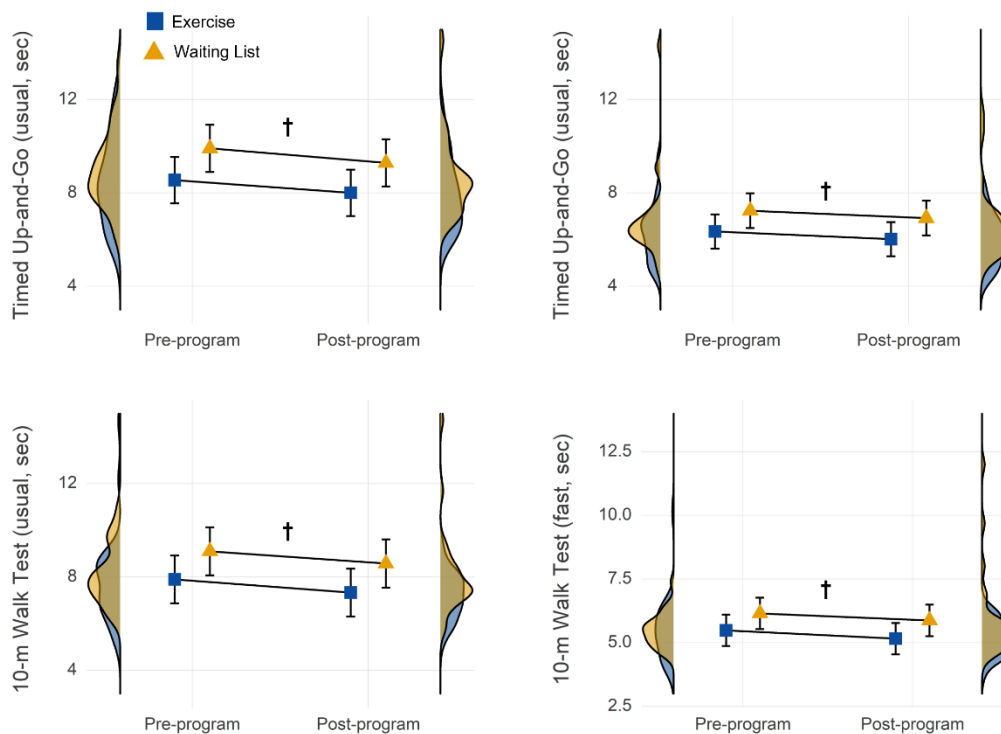 Timed Up-and-Go (usual, sec)
Exercise
Waiting List
12
8
4
†
Pre-program
Post-program
Timed Up-and-Go (usual, sec)
12
8
4
†
Pre-program
Post-program
10-m Walk Test (usual, sec)
12
8
4
†
Pre-program
Post-program
10-m Walk Test (fast, sec)
12.5
10.0
7.5
5.0
2.5
†
Pre-program
Post-program